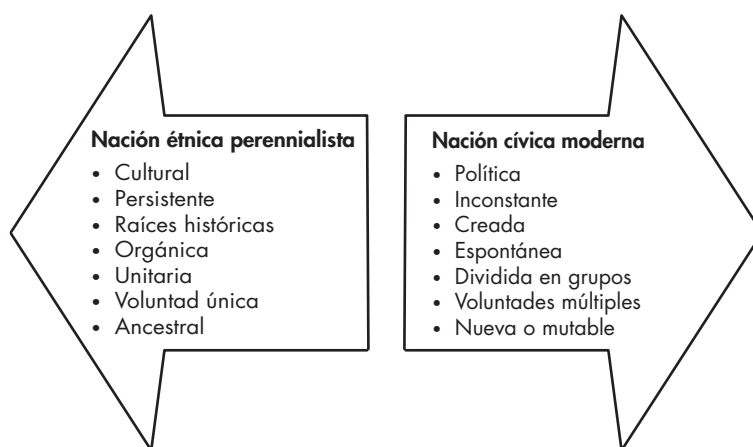 Nación étnica perennialista
• Cultural
• Persistente
• Raíces históricas
• Orgánica
• Unitaria
• Voluntad única
• Ancestral
Nación cívica moderna
• Política
• Inconstante
• Creada
• Espontánea
• Dividida en grupos
• Voluntades múltiples
• Nueva o mutable